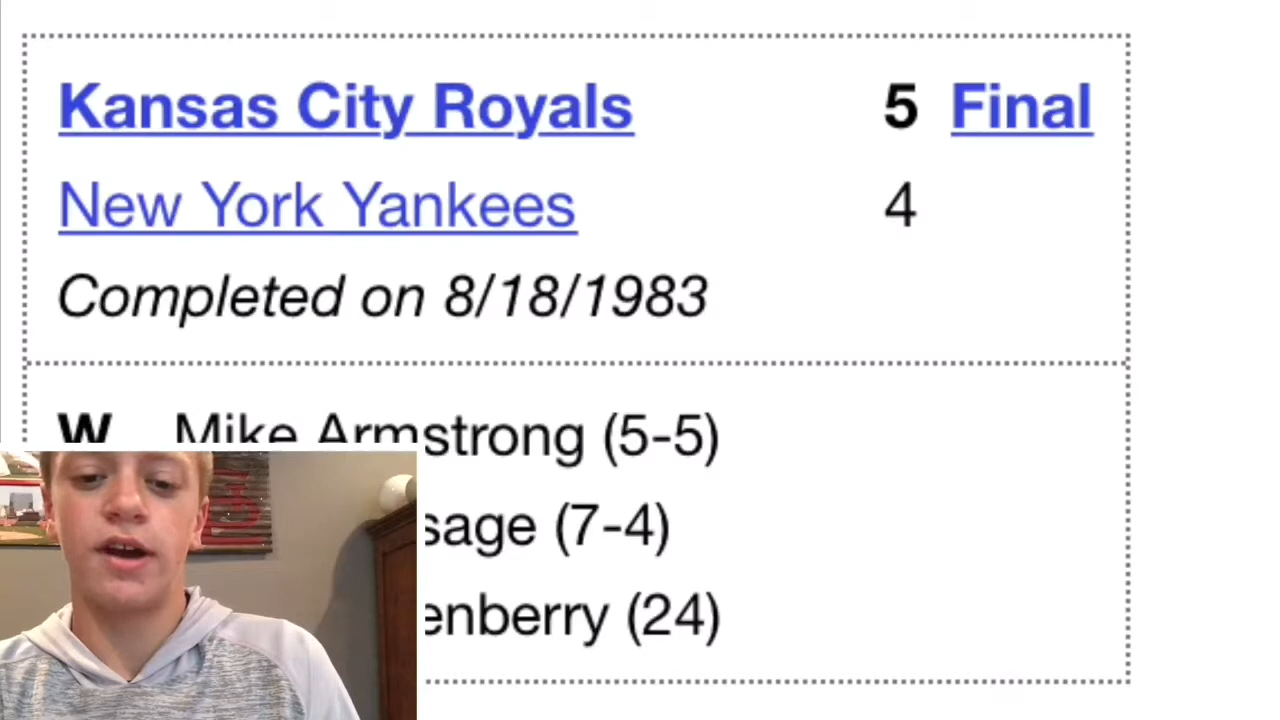 Kansas City Royals 5 Final
New York Yankees 4
Completed on 8/18/1983
W Mike Armstrong (5-5)
sage (7-4)
enberry (24)